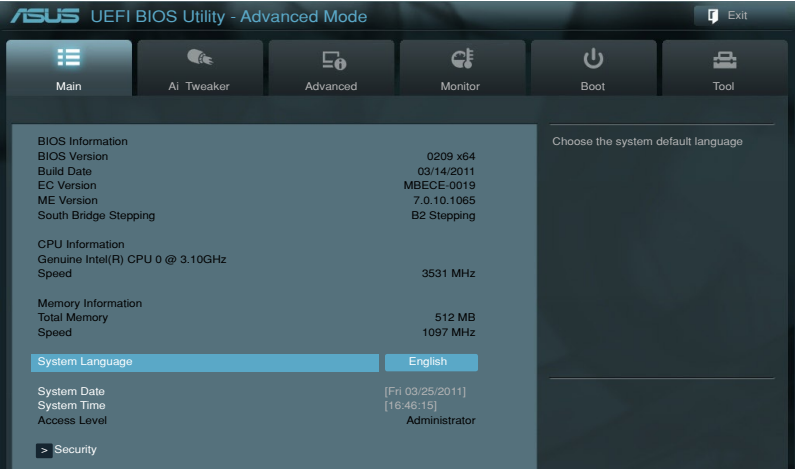 ASUS UEFI BIOS Utility - Advanced Mode
Exit
Main Ai Tweaker Advanced Monitor Boot Tool
BIOS Information
BIOS Version 0209 x64
Build Date 03/14/2011
EC Version MBECE-0019
ME Version 7.0.10.1065
South Bridge Stepping B2 Stepping
CPU Information
Genuine Intel(R) CPU 0 @ 3.10GHz
Speed 3531 MHz
Memory Information
Total Memory 512 MB
Speed 1097 MHz
System Language English
System Date [Fri 03/25/2011]
System Time [16:46:15]
Access Level Administrator
> Security
Choose the system default language